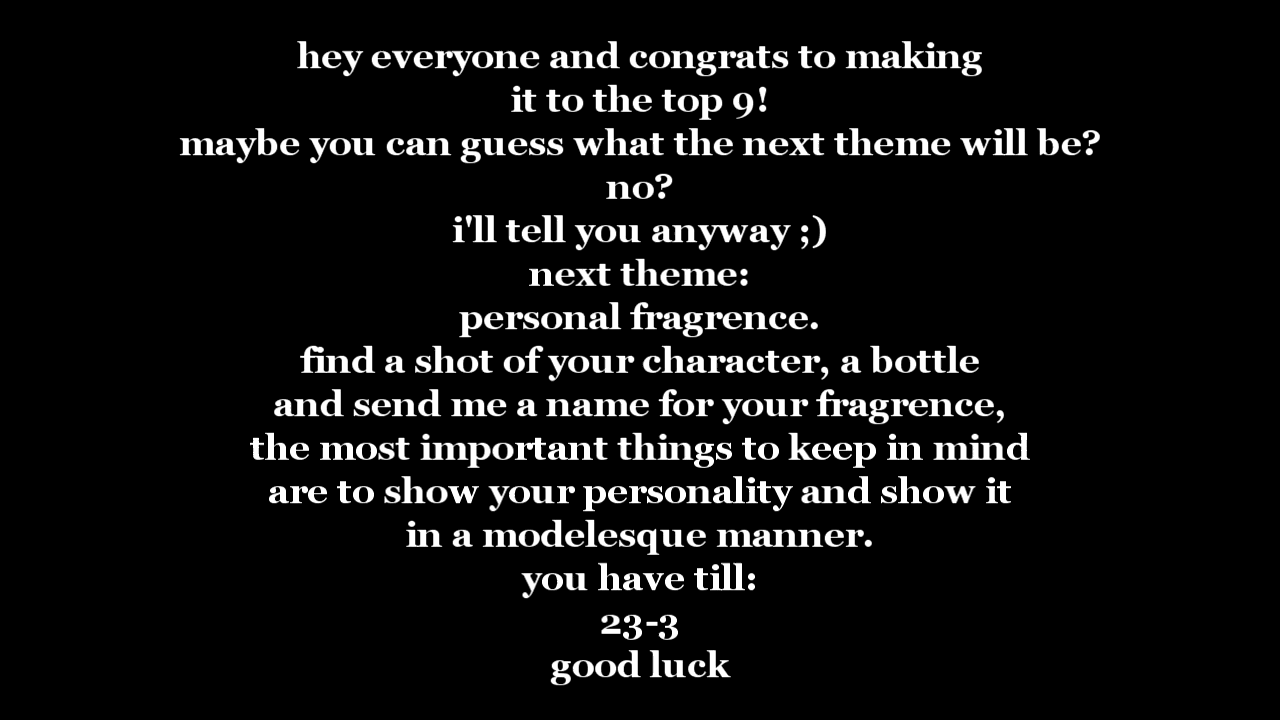 hey everyone and congrats to making
it to the top 9!
maybe you can guess what the next theme will be?
no?
i'll tell you anyway ;)
next theme:
personal fragrence.
find a shot of your character, a bottle
and send me a name for your fragrence,
the most important things to keep in mind
are to show your personality and show it
in a modelesque manner.
you have till:
23-3
good luck